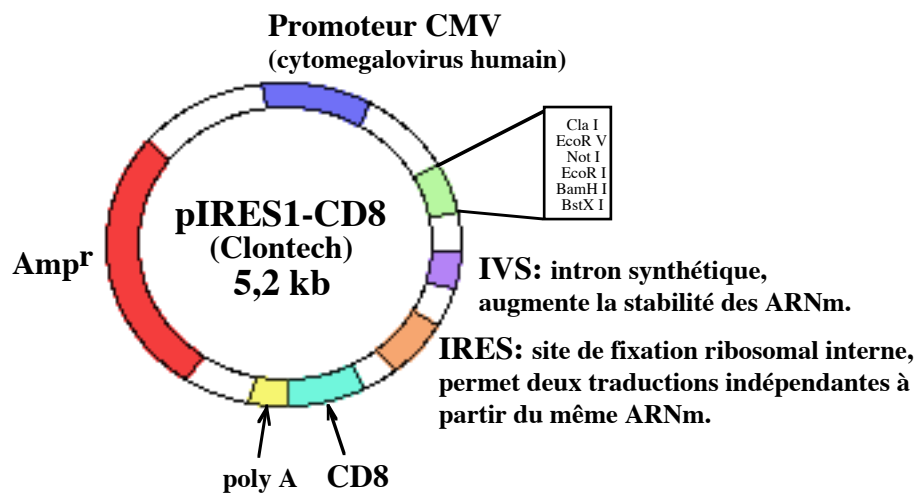 Promoteur CMV
(cytomegalovirus humain)
Cla I
EcoR V
Not I
EcoR I
BamH I
BstX I
pIRES1-CD8
(Clontech)
5,2 kb
Ampr
IVS: intron synthétique,
augmente la stabilité des ARNm.
IRES: site de fixation ribosomal interne,
permet deux traductions indépendantes à
partir du même ARNm.
poly A
CD8